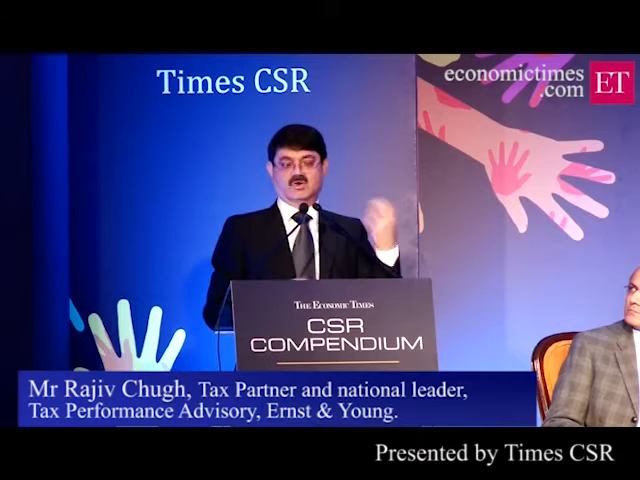 Times CSR
economictimes
.com
ET
THE ECONOMIC TIMES
CSR
COMPENDIUM
Mr Rajiv Chugh, Tax Partner and national leader,
Tax Performance Advisory, Ernst & Young.
Presented by Times CSR